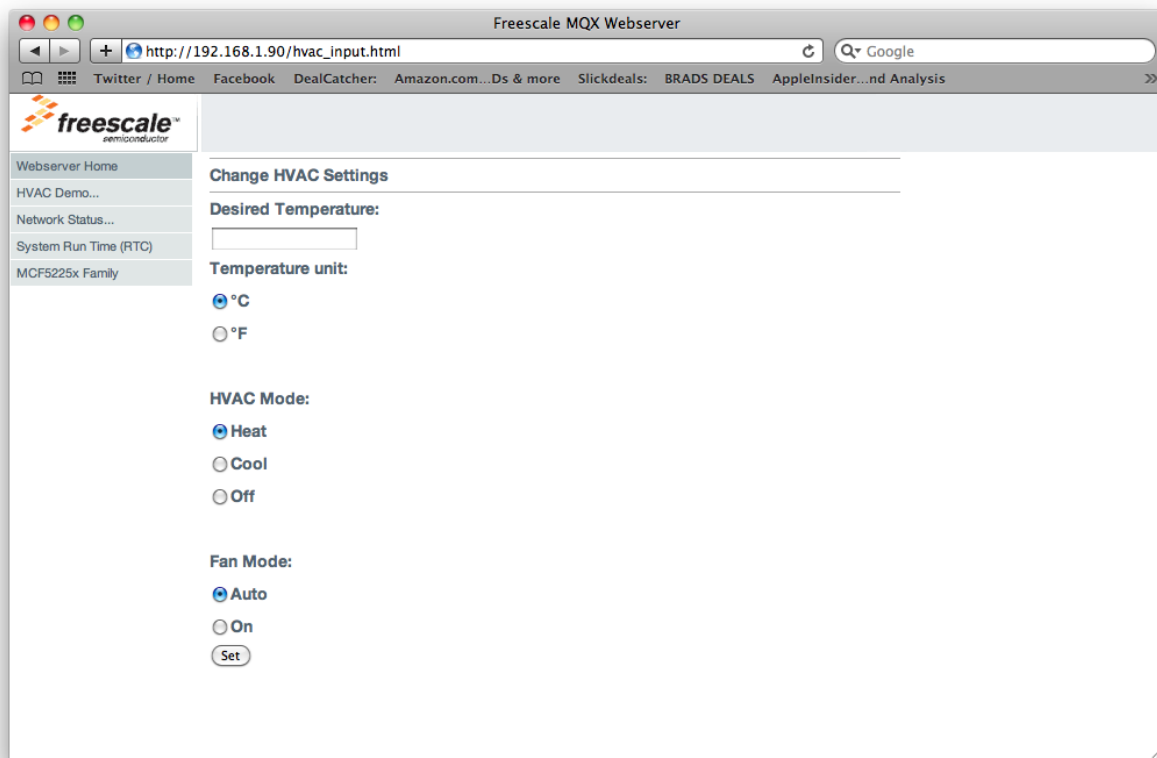 Freescale MQX Webserver
http://192.168.1.90/hvac_input.html
Google
Twitter / Home Facebook DealCatcher: Amazon.com...Ds & more Slickdeals: BRADS DEALS AppleInsider...nd Analysis
freescale™
semiconductor
Webserver Home
HVAC Demo...
Network Status...
System Run Time (RTC)
MCF5225x Family
Change HVAC Settings
Desired Temperature:
Temperature unit:
°C
°F
HVAC Mode:
Heat
Cool
Off
Fan Mode:
Auto
On
Set